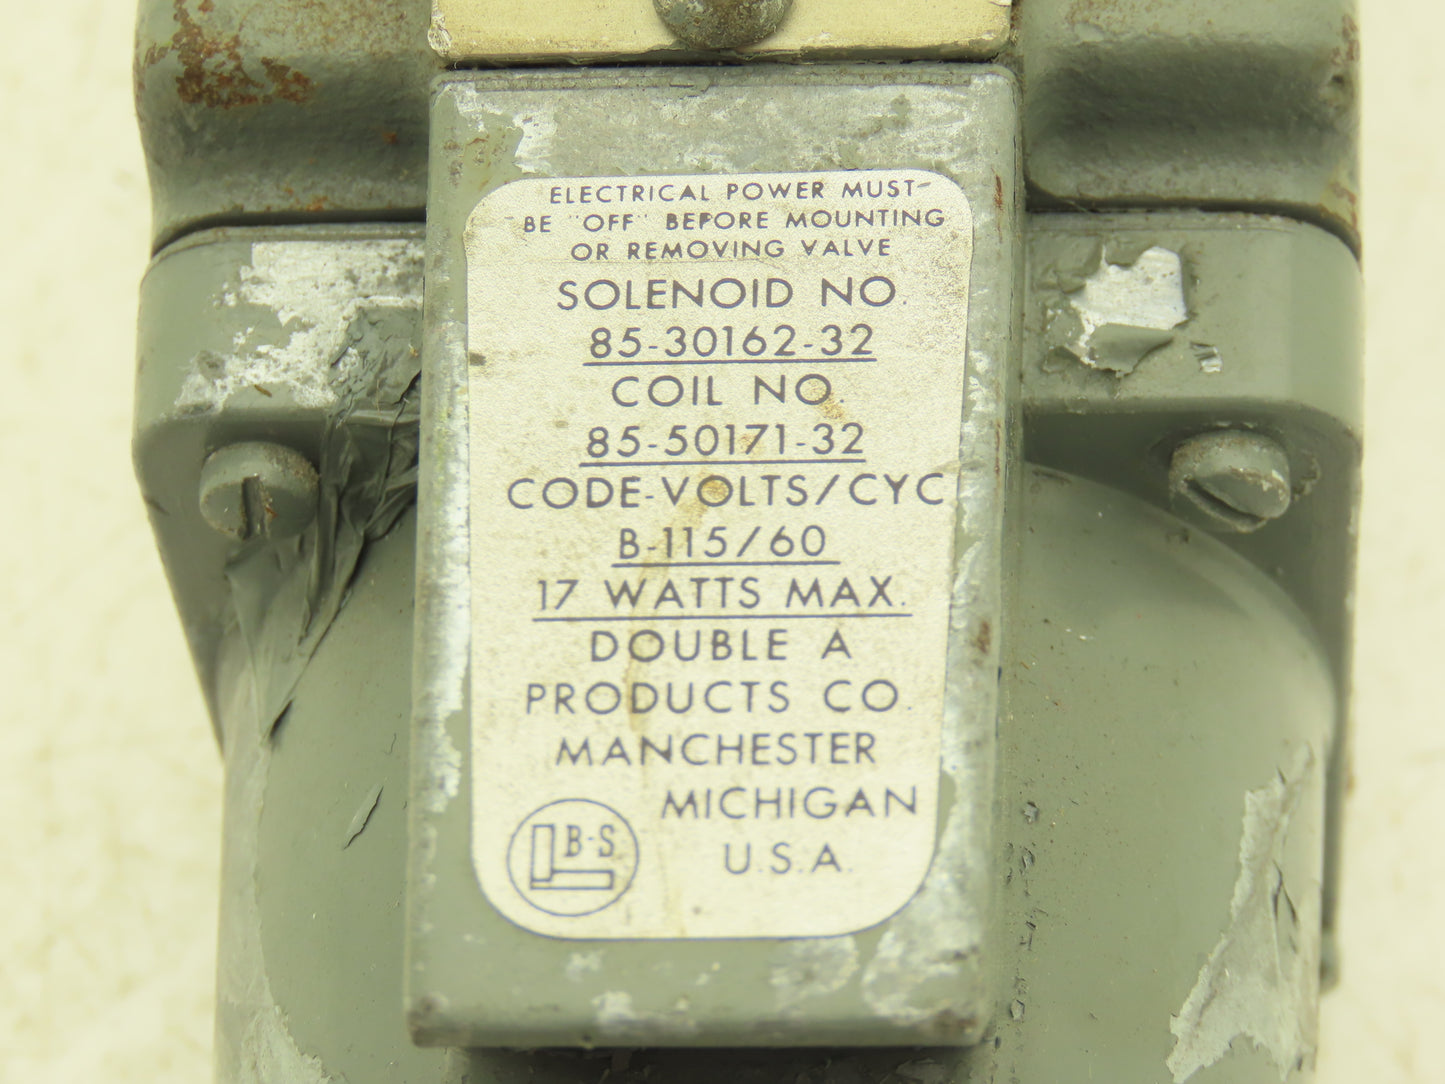 ELECTRICAL POWER MUST
BE "OFF" BEFORE MOUNTING
OR REMOVING VALVE
SOLENOID NO.
85-30162-32
COIL NO.
85-50171-32
CODE-VOLTS/CYC
B-115/60
17 WATTS MAX.
DOUBLE A
PRODUCTS CO.
MANCHESTER
MICHIGAN
U.S.A.
L B-S